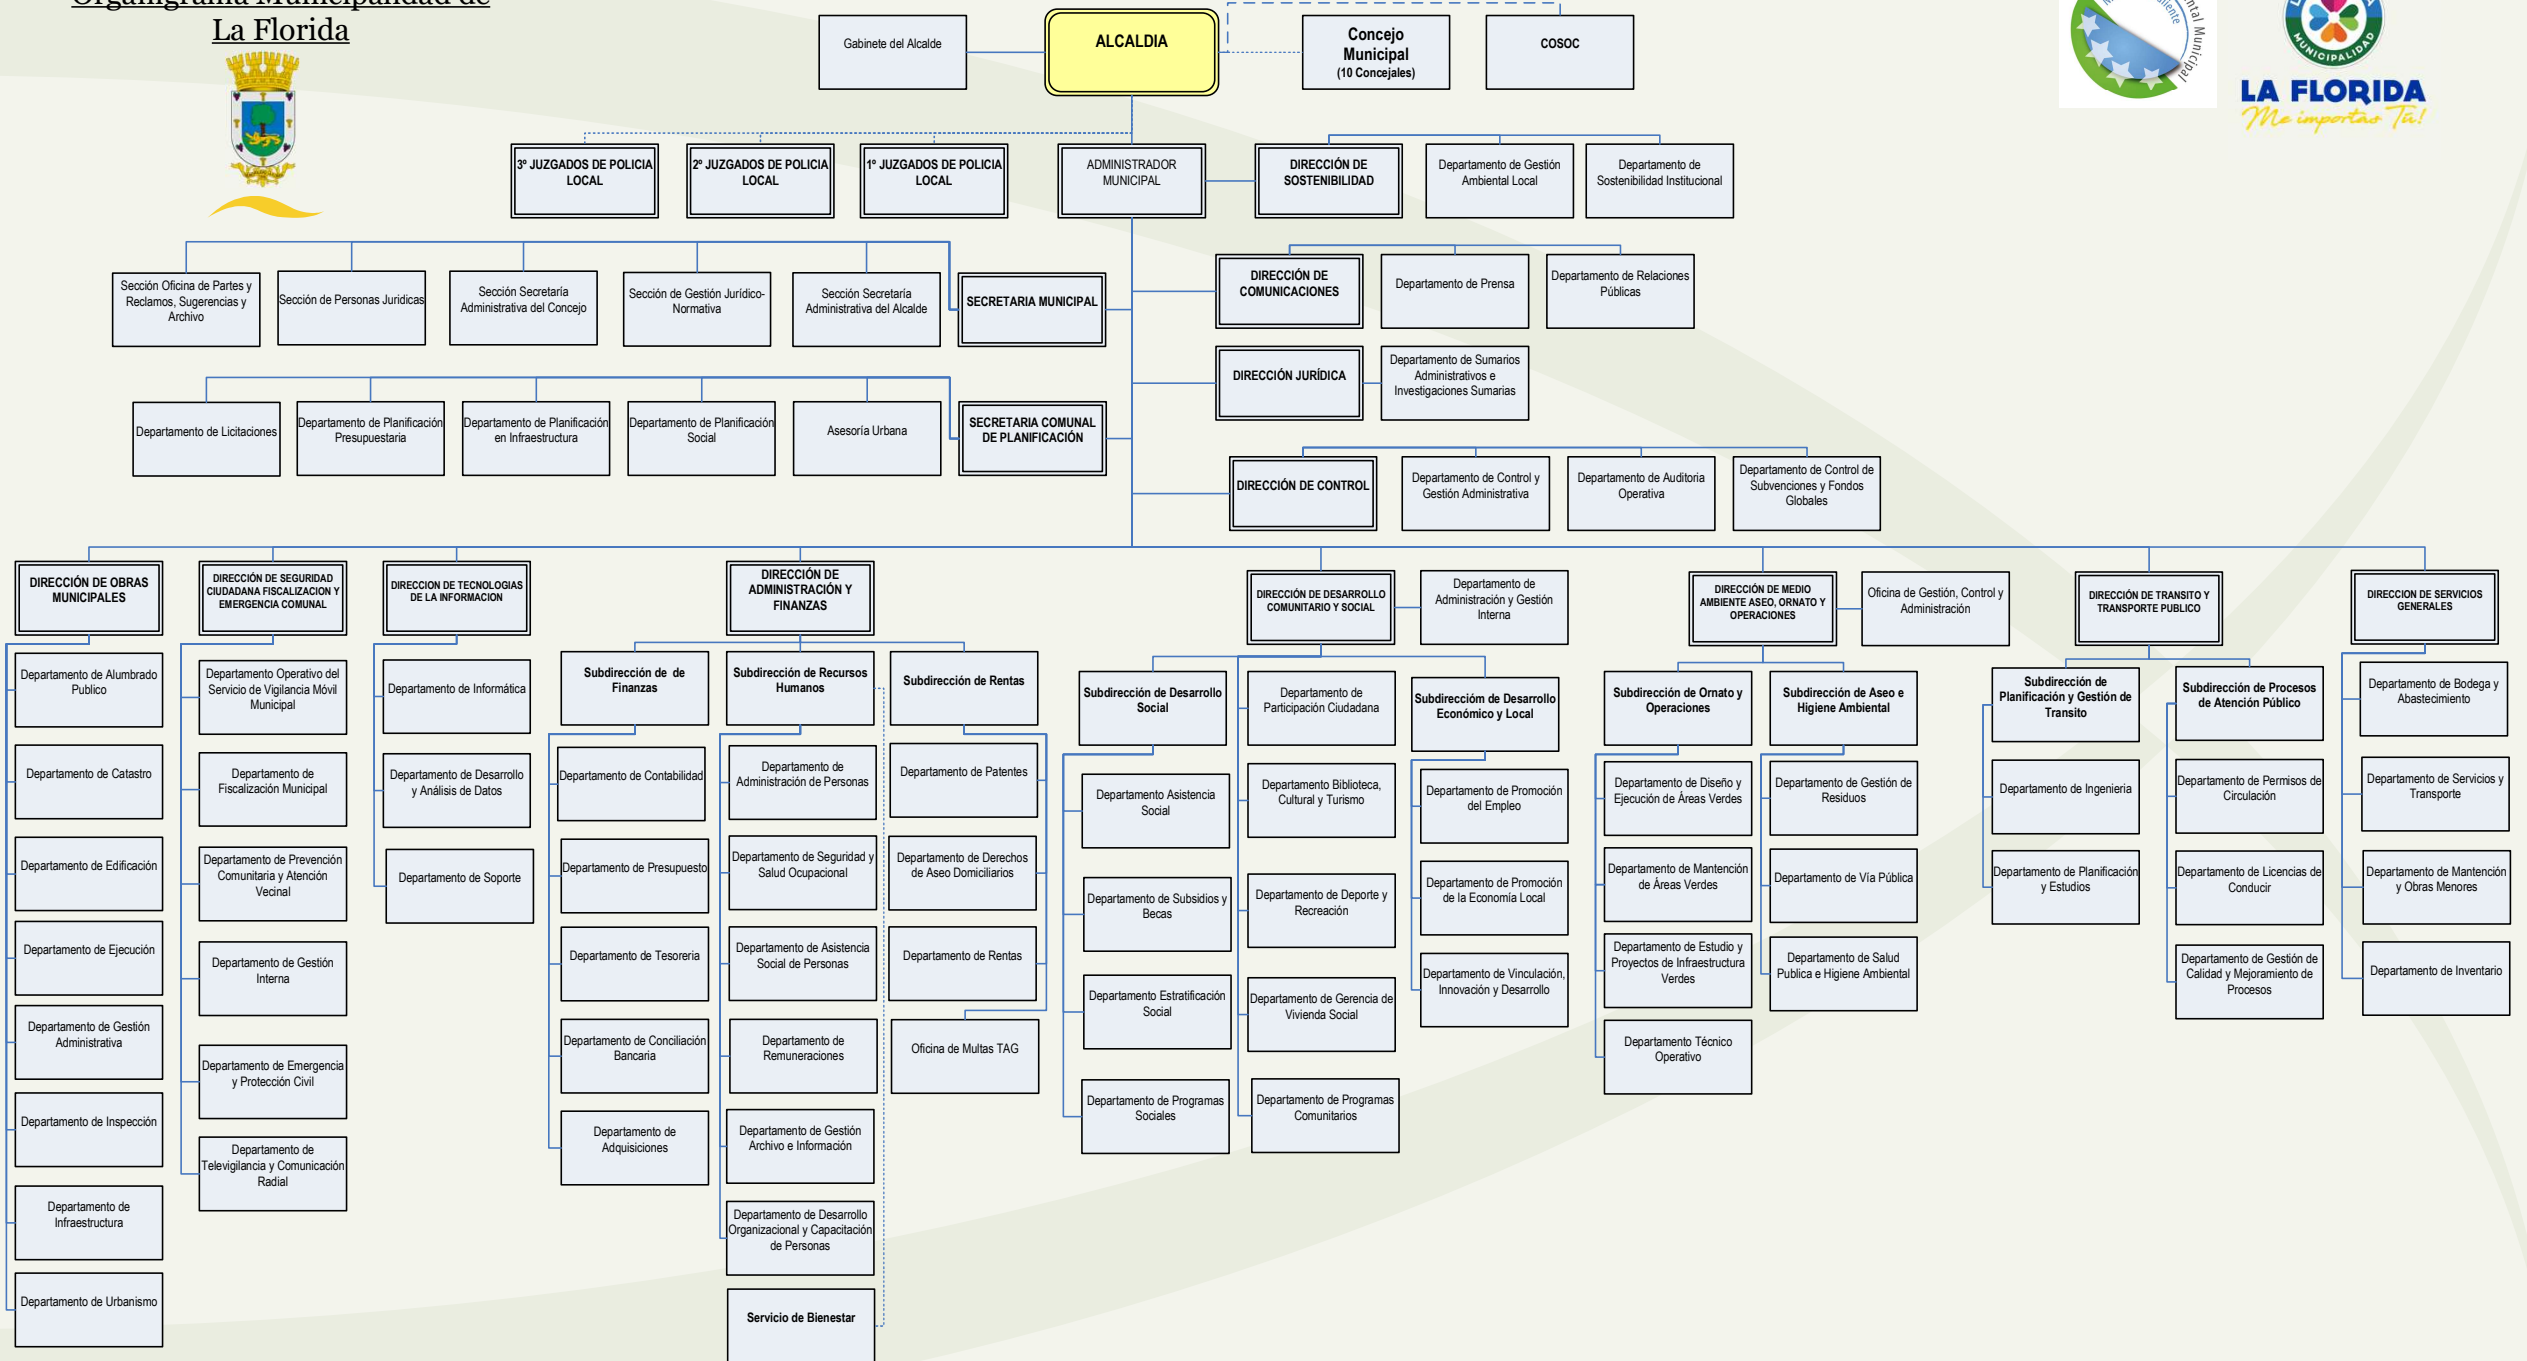 Organigrama Municipalidad de
La Florida
Gabinete del Alcalde
ALCALDIA
Concejo
Municipal
(10 Concejales)
COSOC
ental Municipal
MUNICIPALIDAD
LA FLORIDA
Me importas Tú!
3º JUZGADOS DE POLICIA
LOCAL
2º JUZGADOS DE POLICIA
LOCAL
1º JUZGADOS DE POLICIA
LOCAL
ADMINISTRADOR
MUNICIPAL
DIRECCIÓN DE
SOSTENIBILIDAD
Departamento de Gestión
Ambiental Local
Departamento de
Sostenibilidad Institucional
Sección Oficina de Partes y
Reclamos, Sugerencias y
Archivo
Sección de Personas Juridicas
Sección Secretaría
Administrativa del Concejo
Sección de Gestión Jurídico-
Normativa
Sección Secretaría
Administrativa del Alcalde
SECRETARIA MUNICIPAL
DIRECCIÓN DE
COMUNICACIONES
Departamento de Prensa
Departamento de Relaciones
Públicas
DIRECCIÓN JURÍDICA
Departamento de Sumarios
Administrativos e
Investigaciones Sumarias
Departamento de Licitaciones
Departamento de Planificación
Presupuestaria
Departamento de Planificación
en Infraestructura
Departamento de Planificación
Social
Asesoría Urbana
SECRETARIA COMUNAL
DE PLANIFICACIÓN
DIRECCIÓN DE CONTROL
Departamento de Control y
Gestión Administrativa
Departamento de Auditoria
Operativa
Departamento de Control de
Subvenciones y Fondos
Globales
DIRECCIÓN DE OBRAS
MUNICIPALES
Departamento de Alumbrado
Publico
Departamento de Catastro
Departamento de Edificación
Departamento de Ejecución
Departamento de Gestión
Administrativa
Departamento de Inspección
Departamento de
Infraestructura
Departamento de Urbanismo
DIRECCIÓN DE SEGURIDAD
CIUDADANA FISCALIZACION Y
EMERGENCIA COMUNAL
Departamento Operativo del
Servicio de Vigilancia Móvil
Municipal
Departamento de
Fiscalización Municipal
Departamento de Prevención
Comunitaria y Atención
Vecinal
Departamento de Gestión
Interna
Departamento de Emergencia
y Protección Civil
Departamento de
Televigilancia y Comunicación
Radial
DIRECCION DE TECNOLOGIAS
DE LA INFORMACION
Departamento de Informática
Departamento de Desarrollo
y Análisis de Datos
Departamento de Soporte
DIRECCIÓN DE
ADMINISTRACIÓN Y
FINANZAS
Subdirección de de
Finanzas
Departamento de Contabilidad
Departamento de Presupuesto
Departamento de Tesoreria
Departamento de Conciliación
Bancaria
Departamento de
Adquisiciones
Subdirección de Recursos
Humanos
Departamento de
Administración de Personas
Departamento de Seguridad y
Salud Ocupacional
Departamento de Asistencia
Social de Personas
Departamento de
Remuneraciones
Departamento de Gestión
Archivo e Información
Departamento de Desarrollo
Organizacional y Capacitación
de Personas
Servicio de Bienestar
Subdirección de Rentas
Departamento de Patentes
Departamento de Derechos
de Aseo Domiciliarios
Departamento de Rentas
Oficina de Multas TAG
DIRECCIÓN DE DESARROLLO
COMUNITARIO Y SOCIAL
Departamento de
Administración y Gestión
Interna
Subdirección de Desarrollo
Social
Departamento Asistencia
Social
Departamento de Subsidios y
Becas
Departamento Estratificación
Social
Departamento de Programas
Sociales
Departamento de
Participación Ciudadana
Departamento Biblioteca,
Cultural y Turismo
Departamento de Deporte y
Recreación
Departamento de Gerencia de
Vivienda Social
Departamento de Programas
Comunitarios
Subdireccióm de Desarrollo
Económico y Local
Departamento de Promoción
del Empleo
Departamento de Promoción
de la Economía Local
Departamento de Vinculación,
Innovación y Desarrollo
DIRECCIÓN DE MEDIO
AMBIENTE ASEO, ORNATO Y
OPERACIONES
Oficina de Gestión, Control y
Administración
Subdirección de Ornato y
Operaciones
Departamento de Diseño y
Ejecución de Áreas Verdes
Departamento de Mantención
de Áreas Verdes
Departamento de Estudio y
Proyectos de Infraestructura
Verdes
Departamento Técnico
Operativo
Subdirección de Aseo e
Higiene Ambiental
Departamento de Gestión de
Residuos
Departamento de Vía Pública
Departamento de Salud
Publica e Higiene Ambiental
DIRECCIÓN DE TRANSITO Y
TRANSPORTE PUBLICO
Subdirección de
Planificación y Gestión de
Transito
Departamento de Ingenieria
Departamento de Planificación
y Estudios
Subdirección de Procesos
de Atención Público
Departamento de Permisos de
Circulación
Departamento de Licencias de
Conducir
Departamento de Gestión de
Calidad y Mejoramiento de
Procesos
DIRECCION DE SERVICIOS
GENERALES
Departamento de Bodega y
Abastecimiento
Departamento de Servicios y
Transporte
Departamento de Mantención
y Obras Menores
Departamento de Inventario